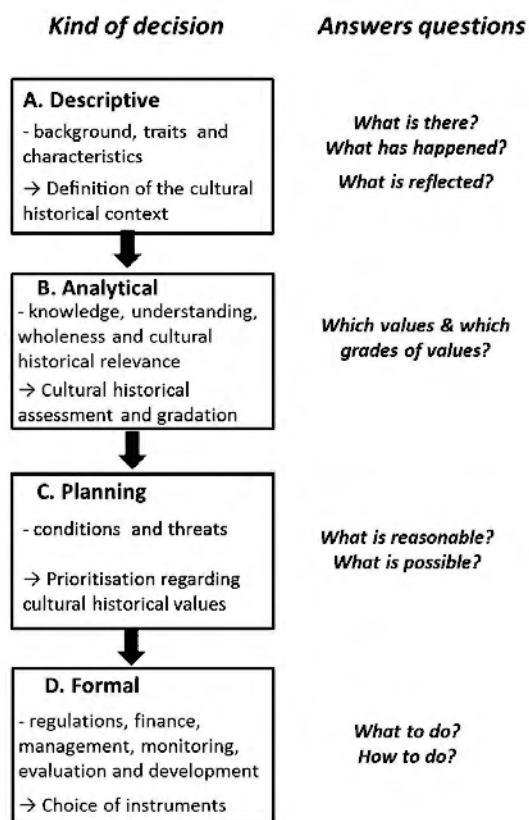 Kind of decision
Answers questions
A. Descriptive
- background, traits and
characteristics
→ Definition of the cultural
historical context
What is there?
What has happened?
What is reflected?
B. Analytical
- knowledge, understanding,
wholeness and cultural
historical relevance
→ Cultural historical
assessment and gradation
Which values & which
grades of values?
C. Planning
- conditions and threats
→ Prioritisation regarding
cultural historical values
What is reasonable?
What is possible?
D. Formal
- regulations, finance,
management, monitoring,
evaluation and development
→ Choice of instruments
What to do?
How to do?